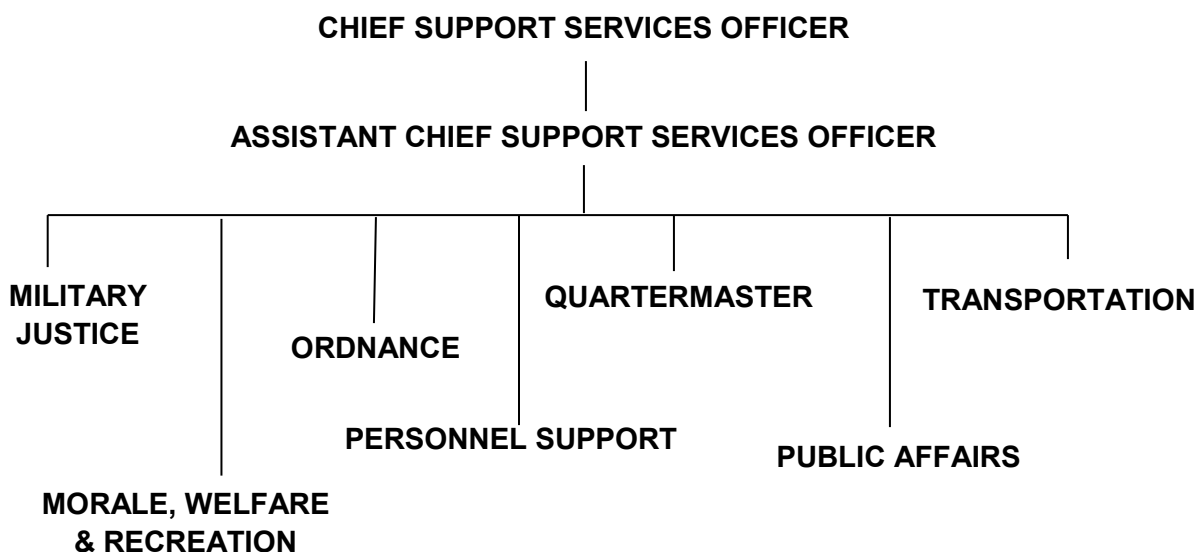 CHIEF SUPPORT SERVICES OFFICER
ASSISTANT CHIEF SUPPORT SERVICES OFFICER
MILITARY
JUSTICE
MORALE, WELFARE
& RECREATION
ORDNANCE
PERSONNEL SUPPORT
QUARTERMASTER
PUBLIC AFFAIRS
TRANSPORTATION